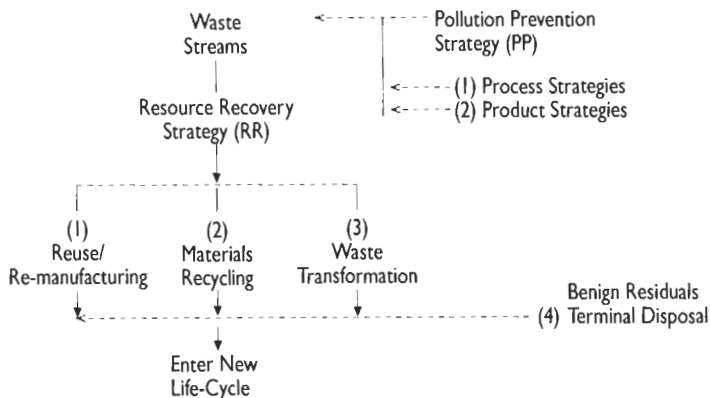 Waste
Streams
Pollution Prevention
Strategy (PP)
(1) Process Strategies
(2) Product Strategies
Resource Recovery
Strategy (RR)
(1)
Reuse/
Re-manufacturing
(2)
Materials
Recycling
(3)
Waste
Transformation
Benign Residuals
(4) Terminal Disposal
Enter New
Life-Cycle